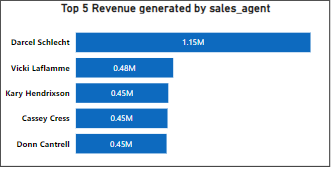 Top 5 Revenue generated by sales_agent
Darcel Schlecht 1.15M
Vicki Laflamme 0.48M
Kary Hendrixson 0.45M
Cassey Cress 0.45M
Donn Cantrell 0.45M